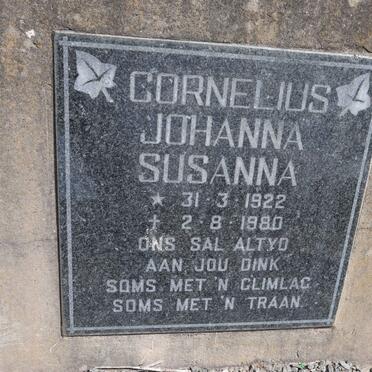 CORNELIUS
JOHANNA
SUSANNA
★ 31-3-1922
✝ 2-8-1980
ONS SAL ALTYD
AAN JOU DINK
SOMS MET 'N GLIMLAG
SOMS MET 'N TRAAN